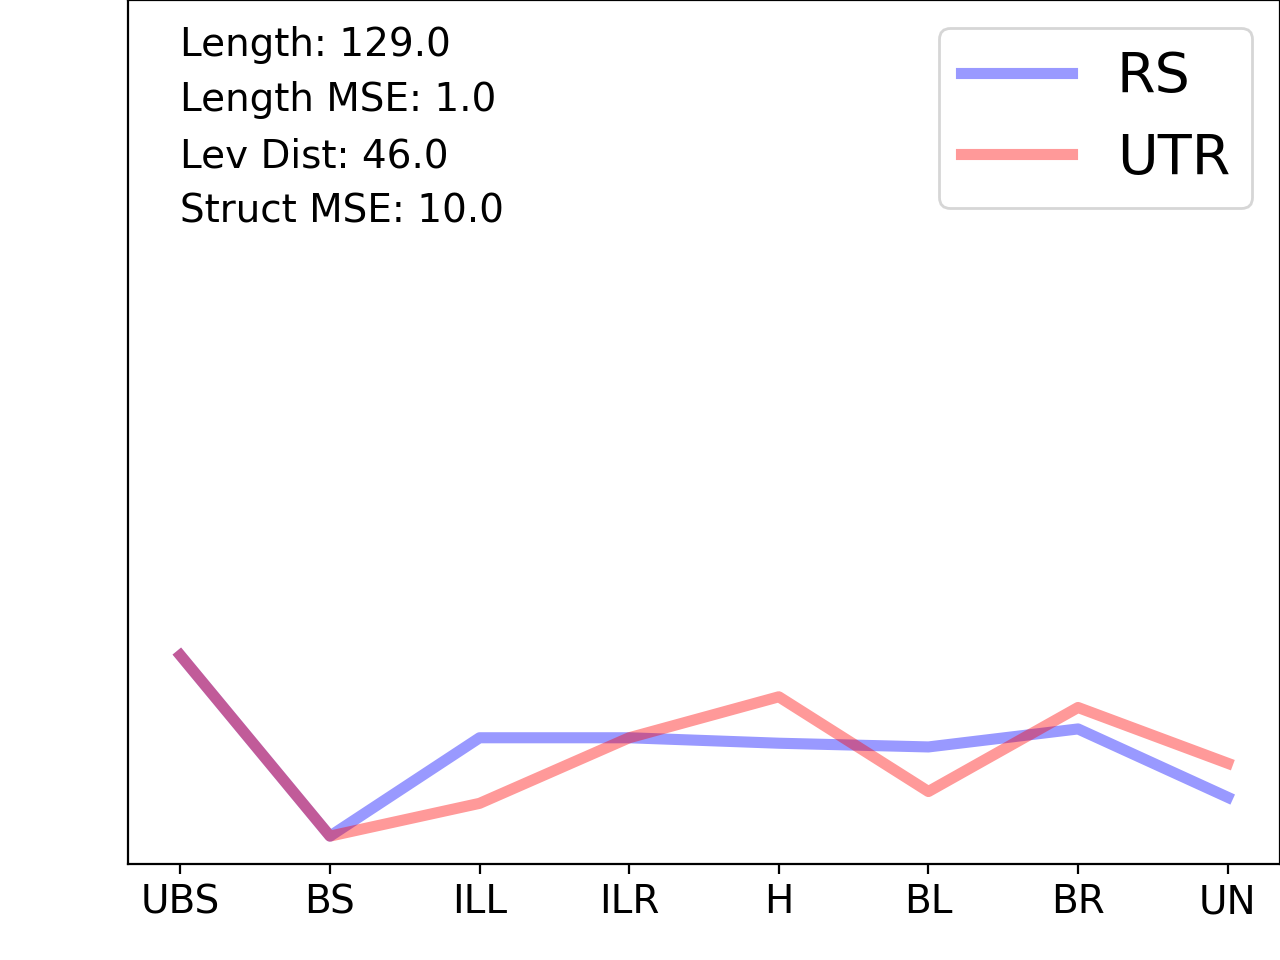 Length: 129.0
Length MSE: 1.0
Lev Dist: 46.0
Struct MSE: 10.0
RS
UTR
UBS BS ILL ILR H BL BR UN